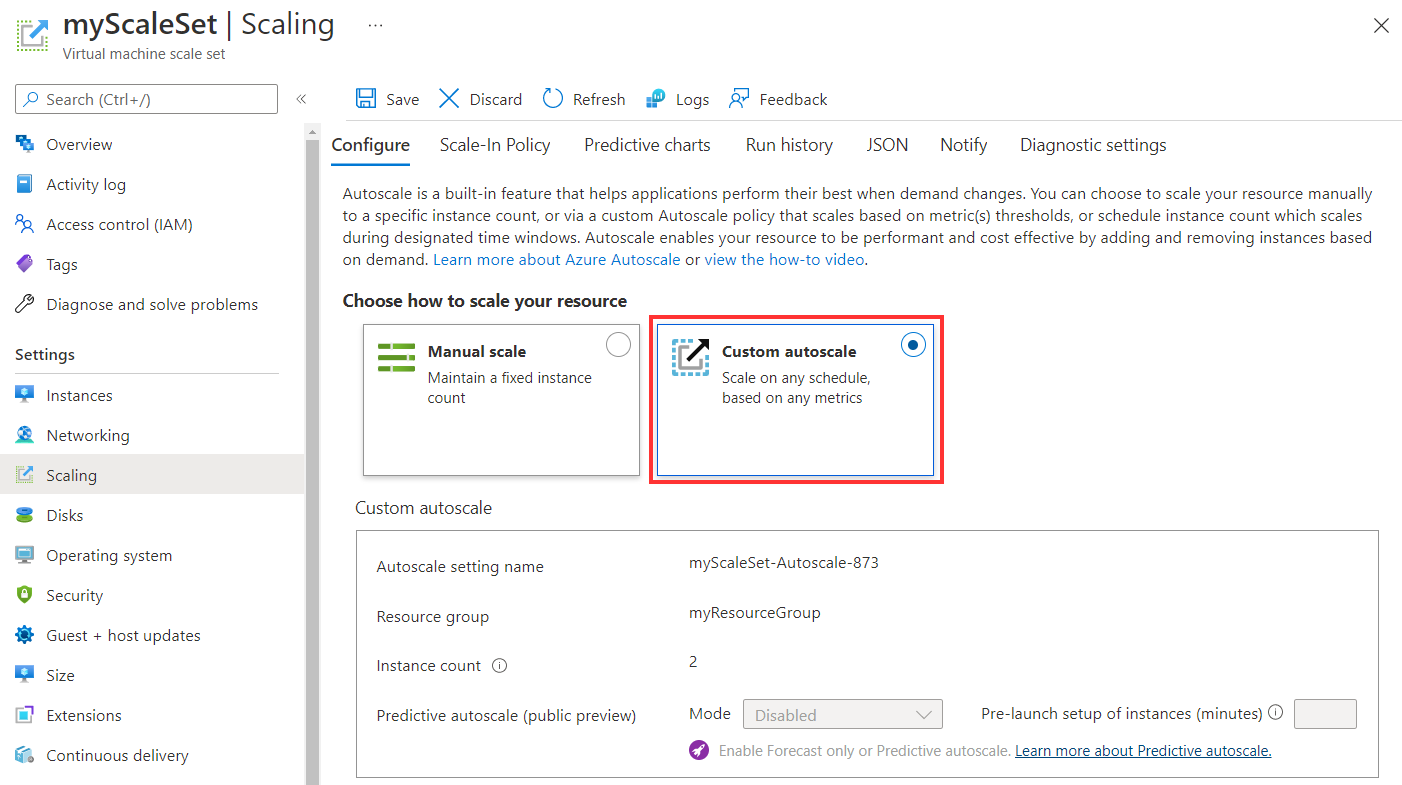 myScaleSet | Scaling ...
Virtual machine scale set
Search (Ctrl+/)
«
Overview
Activity log
Access control (IAM)
Tags
Diagnose and solve problems
Settings
Instances
Networking
Scaling
Disks
Operating system
Security
Guest + host updates
Size
Extensions
Continuous delivery
Save Discard Refresh Logs Feedback
Configure Scale-In Policy Predictive charts Run history JSON Notify Diagnostic settings
Autoscale is a built-in feature that helps applications perform their best when demand changes. You can choose to scale your resource manually
to a specific instance count, or via a custom Autoscale policy that scales based on metric(s) thresholds, or schedule instance count which scales
during designated time windows. Autoscale enables your resource to be performant and cost effective by adding and removing instances based
on demand. Learn more about Azure Autoscale or view the how-to video.
Choose how to scale your resource
Manual scale
Maintain a fixed instance
count
Custom autoscale
Scale on any schedule,
based on any metrics
Custom autoscale
Autoscale setting name myScaleSet-Autoscale-873
Resource group myResourceGroup
Instance count 2
Predictive autoscale (public preview) Mode Disabled Pre-launch setup of instances (minutes)
Enable Forecast only or Predictive autoscale. Learn more about Predictive autoscale.